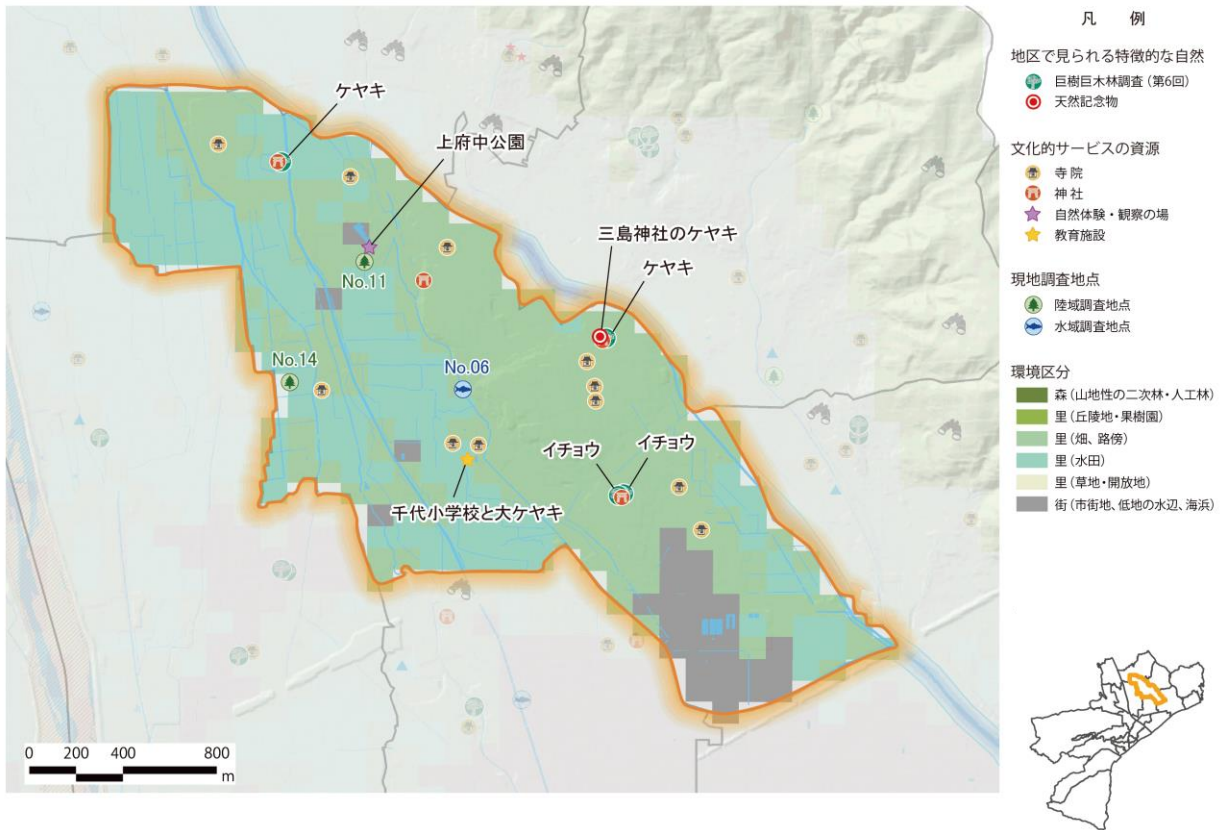 ケヤキ
上府中公園
三島神社のケヤキ
ケヤキ
No.11
No.14
No.06
イチョウ
イチョウ
千代小学校と大ケヤキ
0 200 400 800
m
凡 例
地区で見られる特徴的な自然
巨樹巨木林調査(第6回)
天然記念物
文化的サービスの資源
寺院
神社
自然体験・観察の場
教育施設
現地調査地点
陸域調査地点
水域調査地点
環境区分
森(山地性の二次林・人工林)
里(丘陵地・果樹園)
里(畑、路傍)
里(水田)
里(草地・開放地)
街(市街地、低地の水辺、海浜)